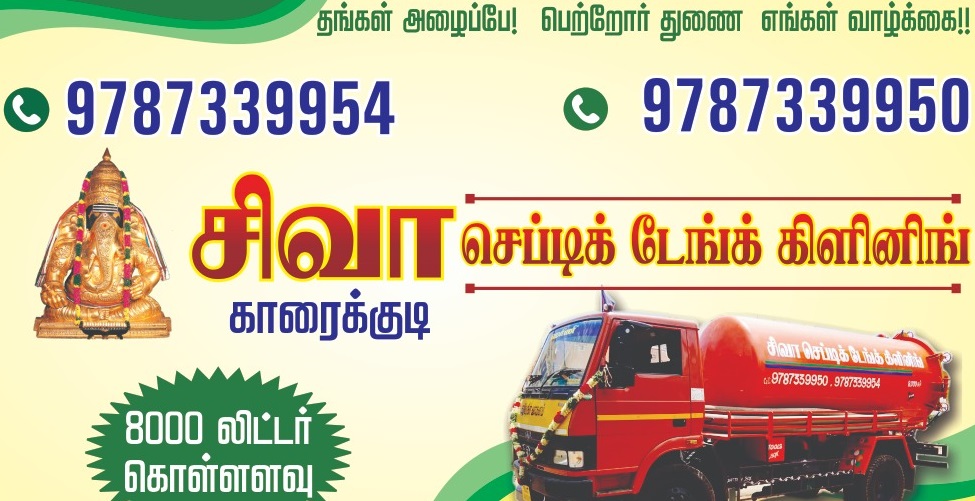 தங்கள் அழைப்பே! பெற்றோர் துணை எங்கள் வாழ்க்கை!!
9787339954 9787339950
சிவா செப்டிக் டேங்க் கிளினிங்
காரைக்குடி
சிவா செப்டிக் டேங்க் கிளினிங்
9787339950 . 9787339954
8000 லிட்டர்
கொள்ளளவு